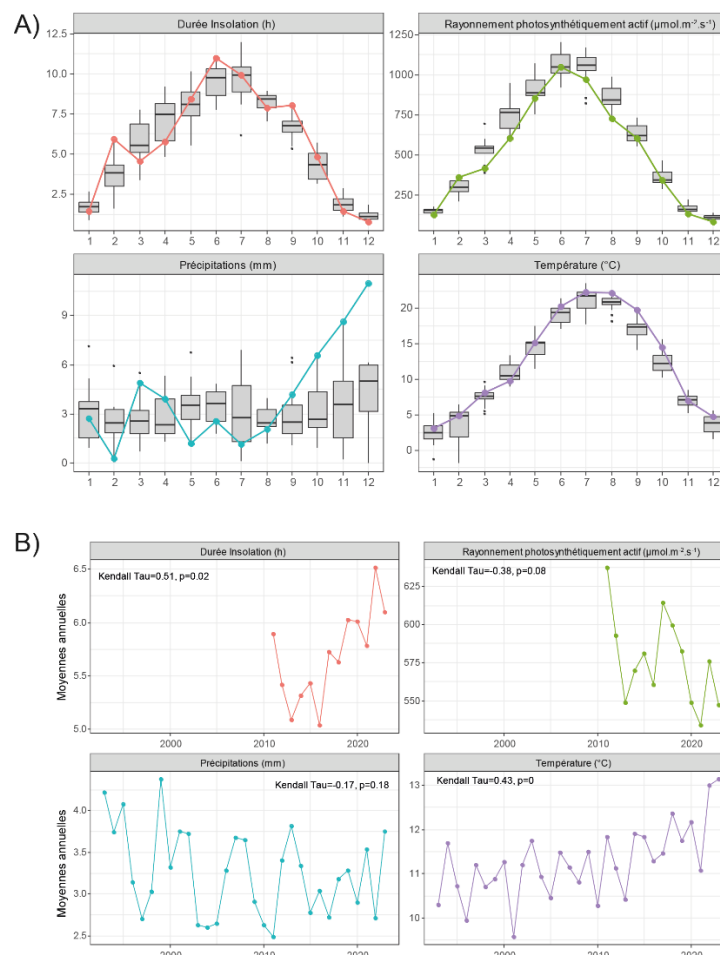 A)
Durée Insolation (h)
12.5
10.0
7.5
5.0
2.5
1 2 3 4 5 6 7 8 9 10 11 12
Rayonnement photosynthétiquement actif (µmol.m⁻².s⁻¹)
1250
1000
750
500
250
1 2 3 4 5 6 7 8 9 10 11 12
Précipitations (mm)
9
6
3
0
1 2 3 4 5 6 7 8 9 10 11 12
Température (°C)
20
15
10
5
0
1 2 3 4 5 6 7 8 9 10 11 12
B)
Durée Insolation (h)
Kendall Tau=0.51, p=0.02
Moyennes annuelles
6.5
6.0
5.5
5.0
2000 2010 2020
Rayonnement photosynthétiquement actif (µmol.m⁻².s⁻¹)
Kendall Tau=-0.38, p=0.08
625
600
575
550
2000 2010 2020
Précipitations (mm)
Kendall Tau=-0.17, p=0.18
Moyennes annuelles
4.0
3.5
3.0
2.5
2000 2010 2020
Température (°C)
Kendall Tau=0.43, p=0
13
12
11
10
2000 2010 2020